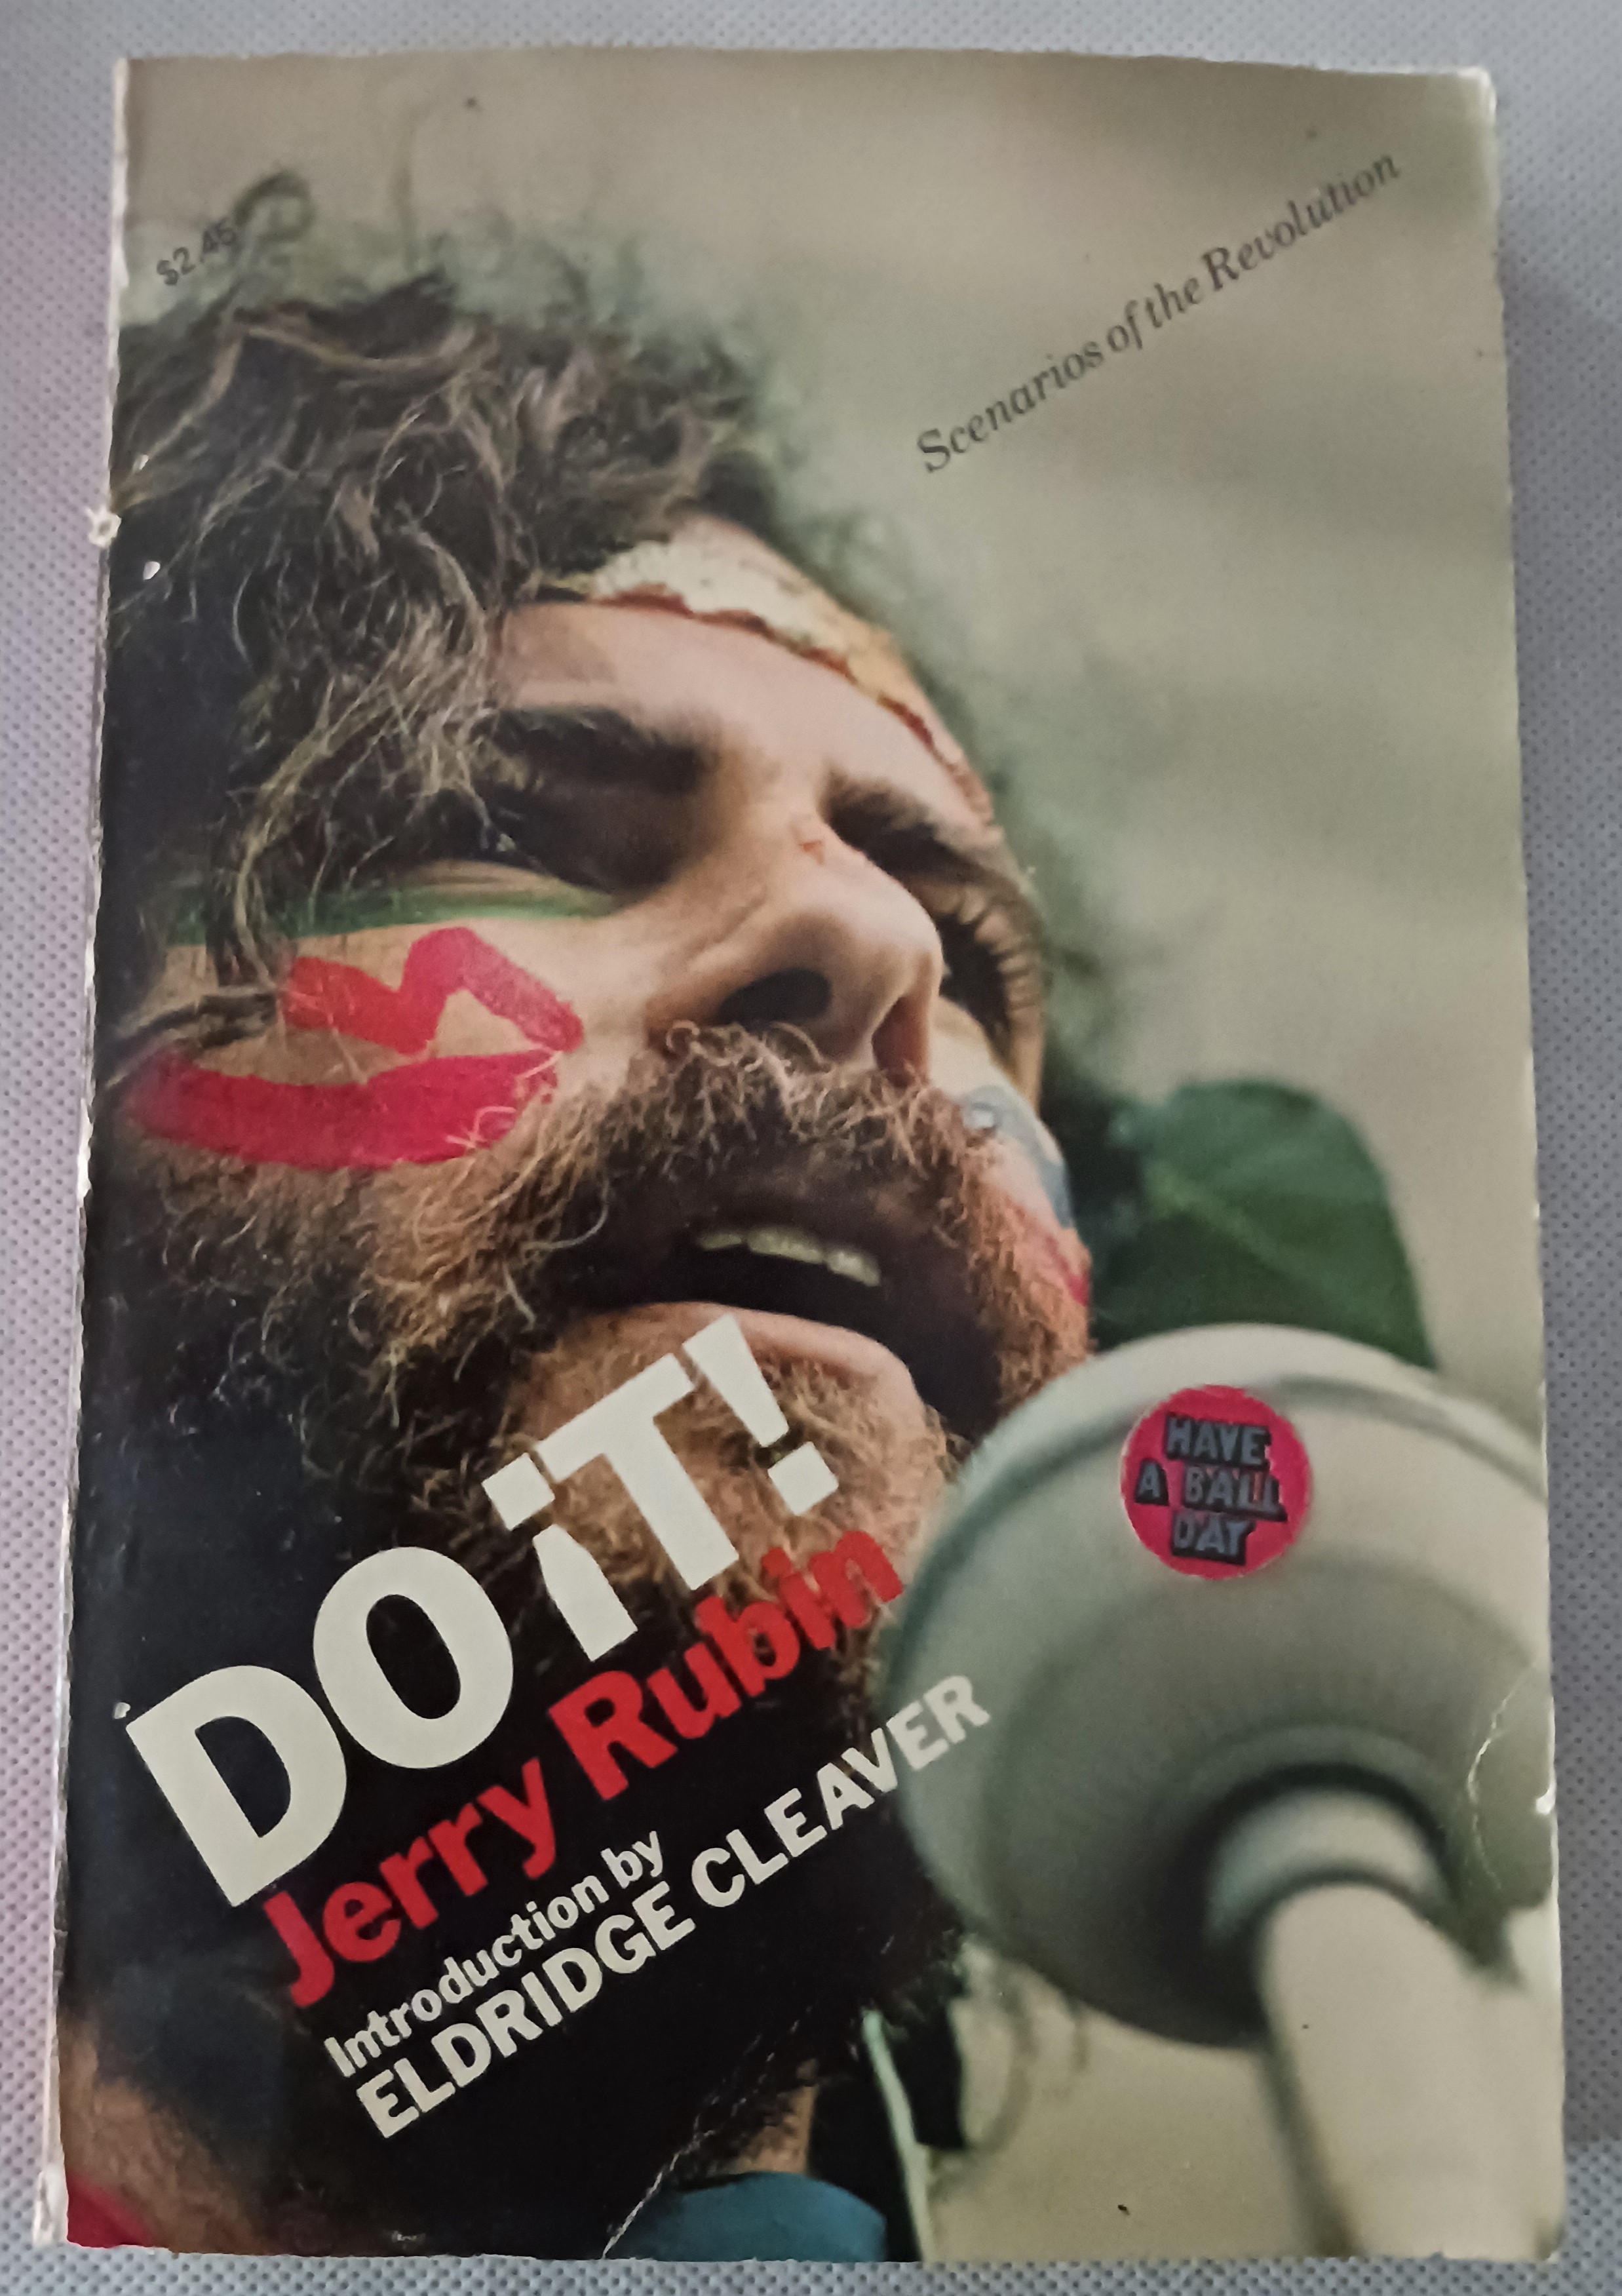 $2.45
Scenarios of the Revolution
HAVE
A BALL
DAY
DO iT!
Jerry Rubin
Introduction by
ELDRIDGE CLEAVER